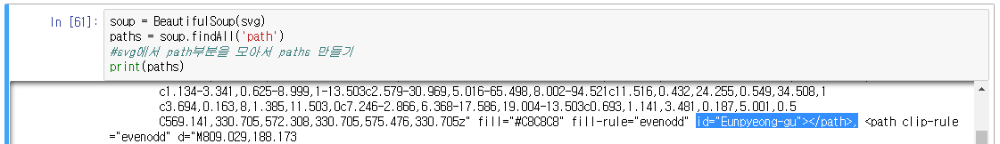 In [61]:
soup = BeautifulSoup(svg)
paths = soup.findAll('path')
#svg에서 path부분을 모아서 paths 만들기
print(paths)
c1.134-3.341,0.625-8.999,1-13.503c2.579-30.969,5.016-65.498,8.002-94.521c11.516,0.432,24.255,0.549,34.508,1
c3.694,0.163,8,1.385,11.503,0c7.246-2.866,6.368-17.586,19.004-13.503c0.693,1.141,3.481,0.187,5.001,0.5
C569.141,330.705,572.308,330.705,575.476,330.705z" fill="#C8C8C8" fill-rule="evenodd" id="Eunpyeong-gu"></path>, <path clip-rule
="evenodd" d="M809.029,188.173